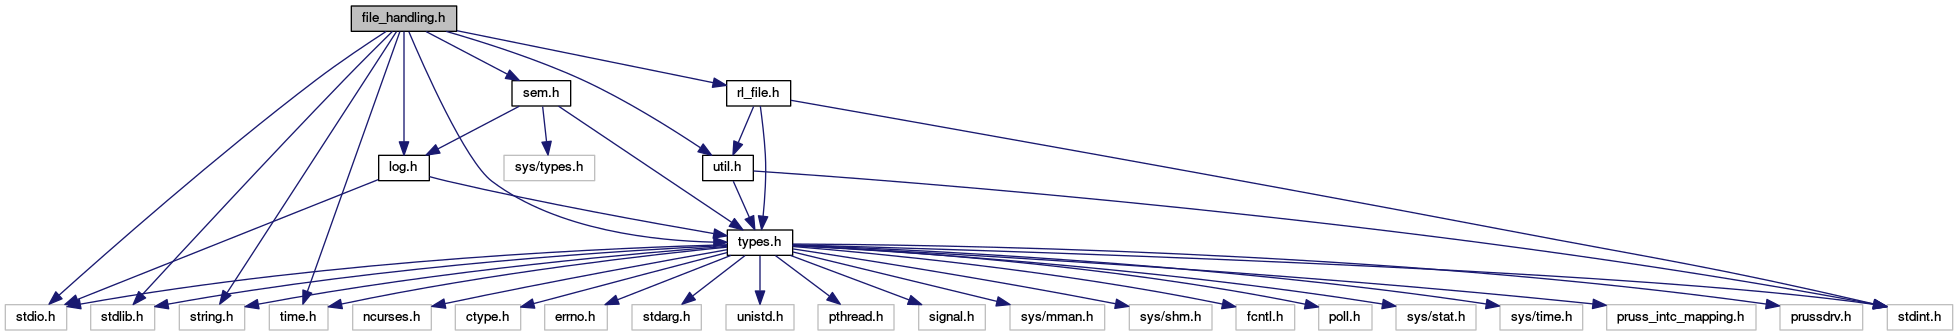 file_handling.h
sem.h
rl_file.h
log.h
sys/types.h
util.h
types.h
stdio.h
stdlib.h
string.h
time.h
ncurses.h
ctype.h
errno.h
stdarg.h
unistd.h
pthread.h
signal.h
sys/mman.h
sys/shm.h
fcntl.h
poll.h
sys/stat.h
sys/time.h
pruss_intc_mapping.h
prussdrv.h
stdint.h